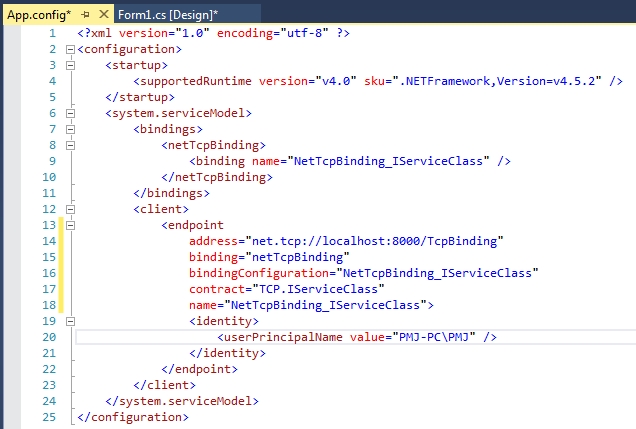 App.config*
Form1.cs [Design]*
1 <?xml version="1.0" encoding="utf-8" ?>
2 <configuration>
3 <startup>
4 <supportedRuntime version="v4.0" sku=".NETFramework,Version=v4.5.2" />
5 </startup>
6 <system.serviceModel>
7 <bindings>
8 <netTcpBinding>
9 <binding name="NetTcpBinding_IServiceClass" />
10 </netTcpBinding>
11 </bindings>
12 <client>
13 <endpoint
14 address="net.tcp://localhost:8000/TcpBinding"
15 binding="netTcpBinding"
16 bindingConfiguration="NetTcpBinding_IServiceClass"
17 contract="TCP.IServiceClass"
18 name="NetTcpBinding_IServiceClass">
19 <identity>
20 <userPrincipalName value="PMJ-PC\PMJ" />
21 </identity>
22 </endpoint>
23 </client>
24 </system.serviceModel>
25 </configuration>